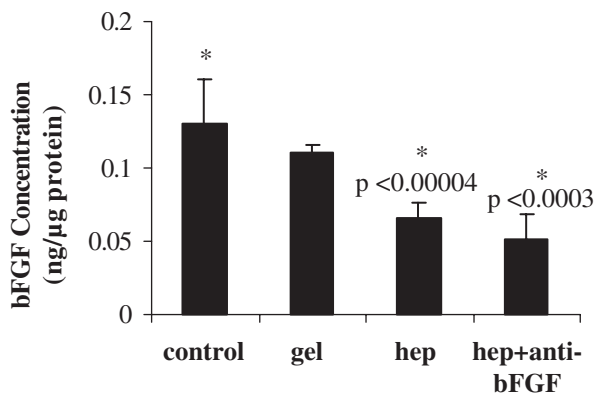 bFGF Concentration
(ng/µg protein)
0.2
0.15
0.1
0.05
0
*
*
p <0.00004
*
p <0.0003
control
gel
hep
hep+anti-
bFGF